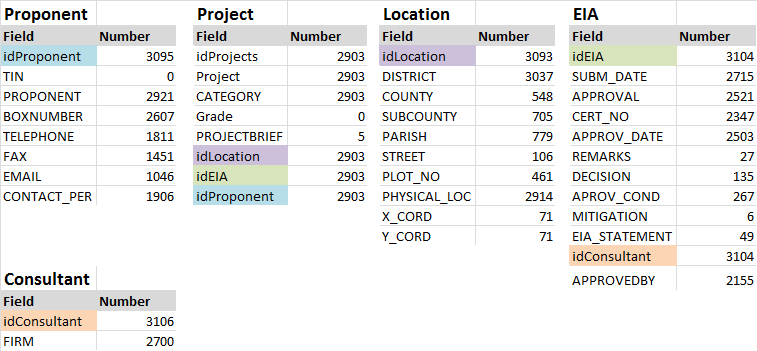 Proponent
Field Number
idProponent 3095
TIN 0
PROPONENT 2921
BOXNUMBER 2607
TELEPHONE 1811
FAX 1451
EMAIL 1046
CONTACT_PER 1906
Project
Field Number
idProjects 2903
Project 2903
CATEGORY 2903
Grade 0
PROJECTBRIEF 5
idLocation 2903
idEIA 2903
idProponent 2903
Location
Field Number
idLocation 3093
DISTRICT 3037
COUNTY 548
SUBCOUNTY 705
PARISH 779
STREET 106
PLOT_NO 461
PHYSICAL_LOC 2914
X_CORD 71
Y_CORD 71
EIA
Field Number
idEIA 3104
SUBM_DATE 2715
APPROVAL 2521
CERT_NO 2347
APPROV_DATE 2503
REMARKS 27
DECISION 135
APROV_COND 267
MITIGATION 6
EIA_STATEMENT 49
idConsultant 3104
APPROVEDBY 2155
Consultant
Field Number
idConsultant 3106
FIRM 2700